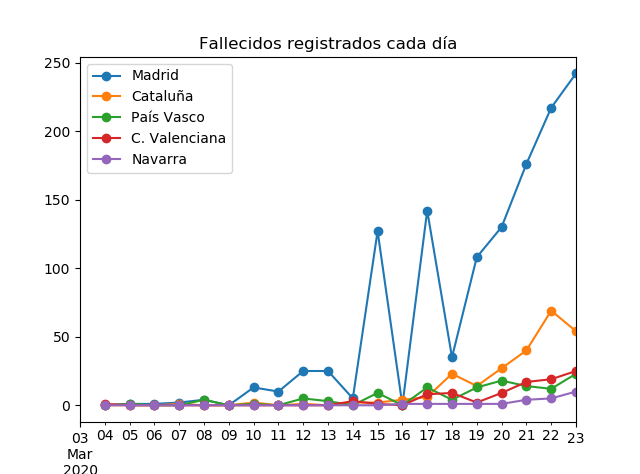 Fallecidos registrados cada día
250
200
150
100
50
0
Madrid
Cataluña
País Vasco
C. Valenciana
Navarra
03 04 05 06 07 08 09 10 11 12 13 14 15 16 17 18 19 20 21 22 23
Mar
2020